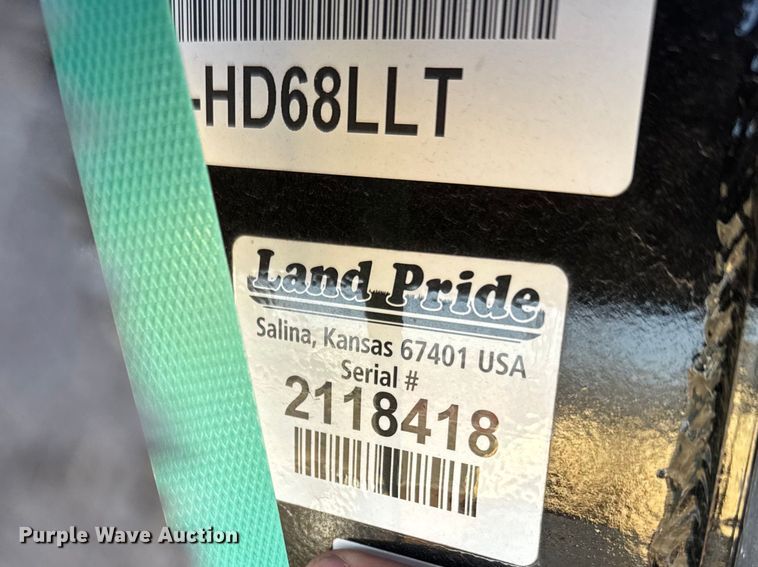 -HD68LLT
Land Pride
Salina, Kansas 67401 USA
Serial #
2118418
Purple Wave Auction